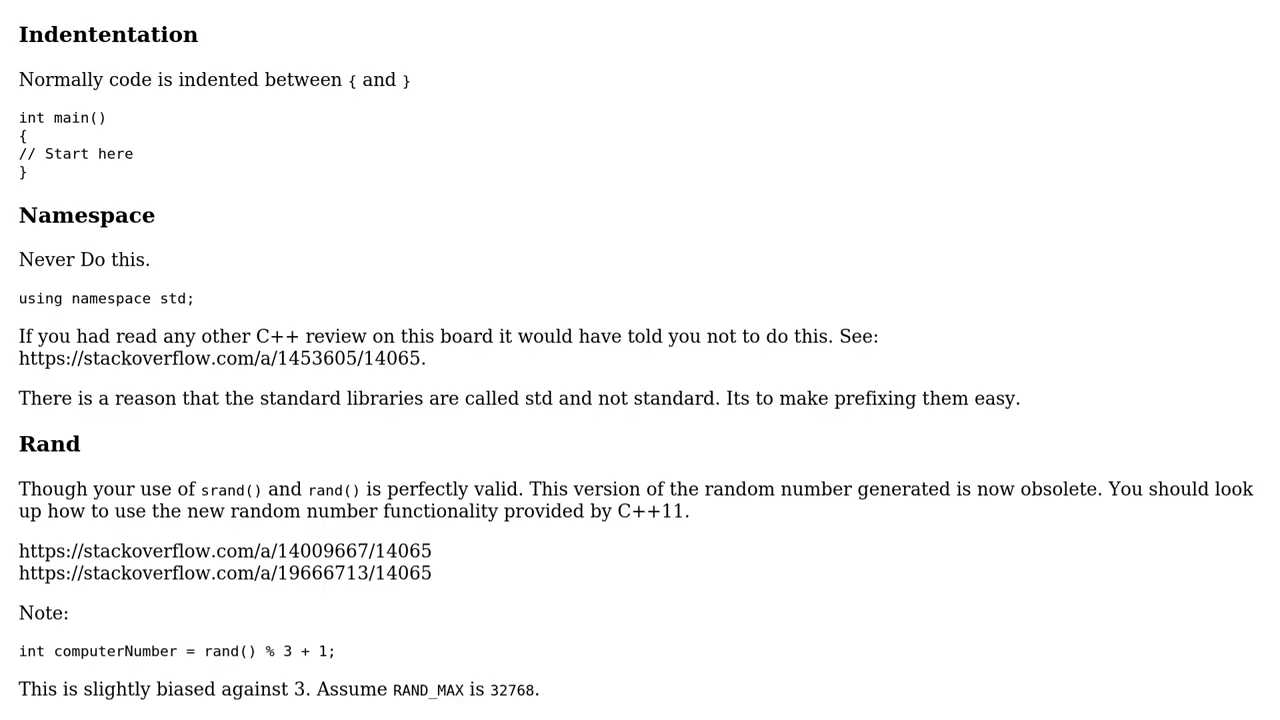 Indententation
Normally code is indented between { and }
int main()
{
// Start here
}
Namespace
Never Do this.
using namespace std;
If you had read any other C++ review on this board it would have told you not to do this. See:
https://stackoverflow.com/a/1453605/14065.
There is a reason that the standard libraries are called std and not standard. Its to make prefixing them easy.
Rand
Though your use of srand() and rand() is perfectly valid. This version of the random number generated is now obsolete. You should look
up how to use the new random number functionality provided by C++11.
https://stackoverflow.com/a/14009667/14065
https://stackoverflow.com/a/19666713/14065
Note:
int computerNumber = rand() % 3 + 1;
This is slightly biased against 3. Assume RAND_MAX is 32768.